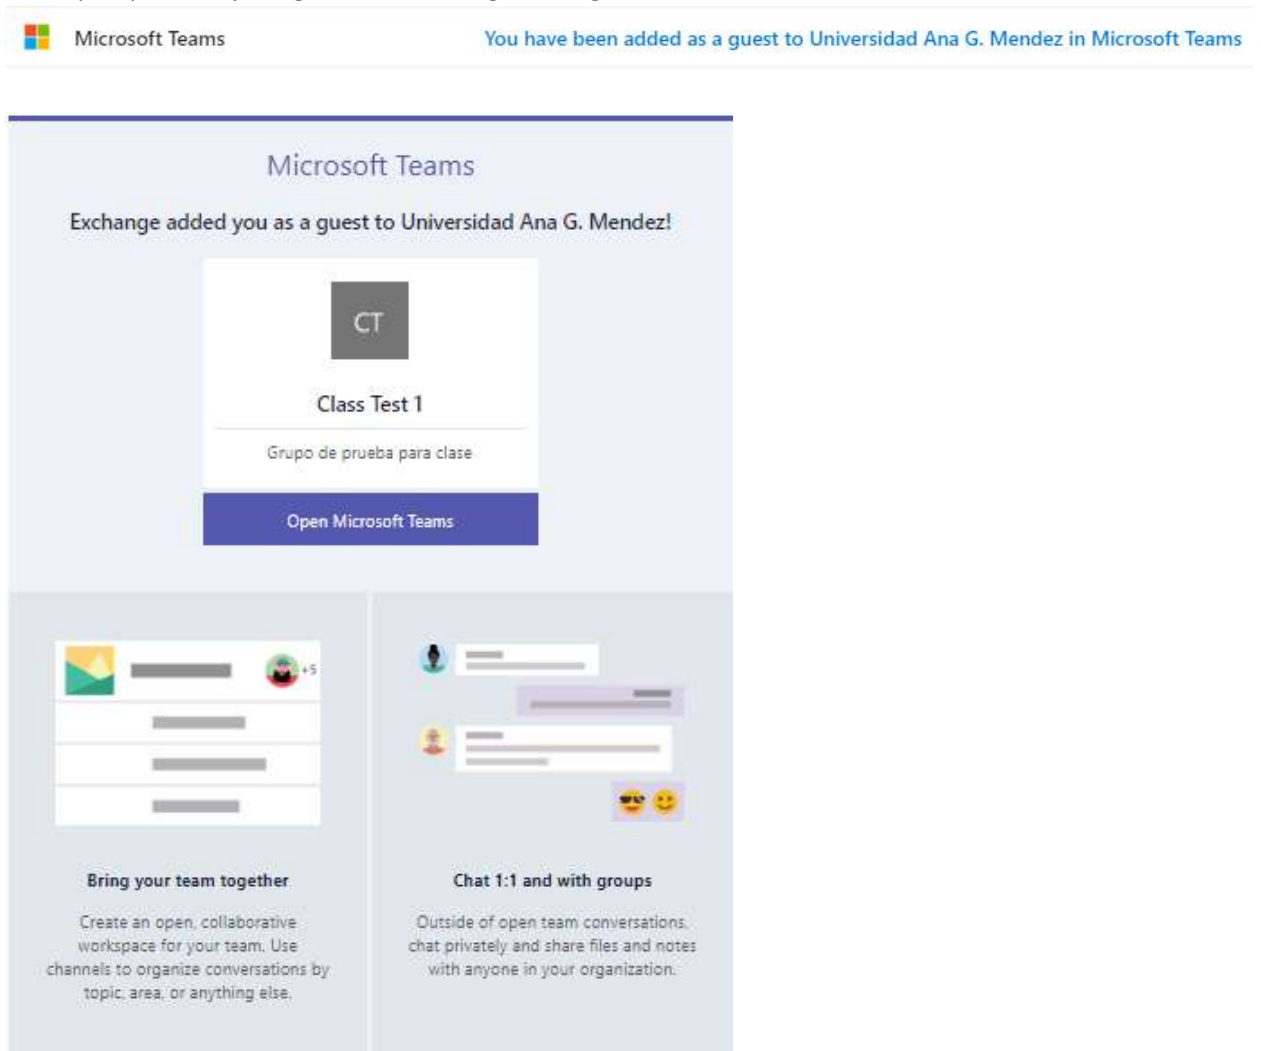 Microsoft Teams
You have been added as a guest to Universidad Ana G. Mendez in Microsoft Teams
Microsoft Teams
Exchange added you as a guest to Universidad Ana G. Mendez!
CT
Class Test 1
Grupo de prueba para clase
Open Microsoft Teams
+5
Bring your team together
Create an open, collaborative
workspace for your team. Use
channels to organize conversations by
topic, area, or anything else.
Chat 1:1 and with groups
Outside of open team conversations,
chat privately and share files and notes
with anyone in your organization.